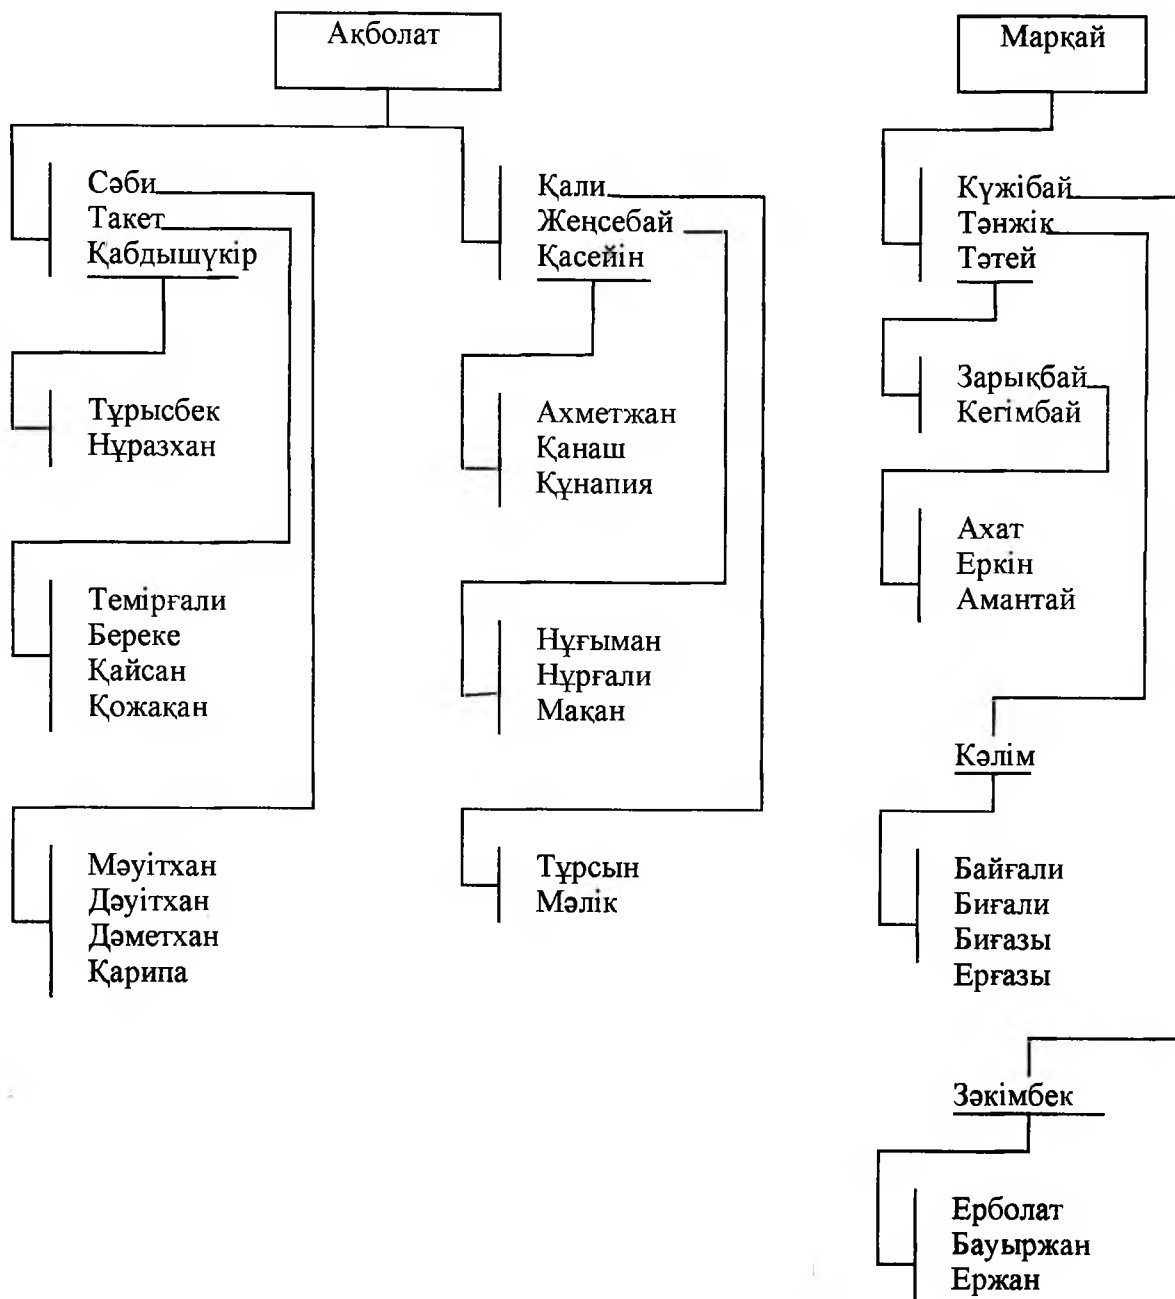 Ақболат
Сәби
Такет
Қабдышүкір
Тұрысбек
Нұразхан
Темірғали
Береке
Қайсан
Қожақан
Мәуітхан
Дәуітхан
Дәметхан
Қарипа
Қали
Жеңсебай
Қасейін
Ахметжан
Қанаш
Құнапия
Нұғыман
Нұрғали
Мақан
Тұрсын
Мәлік
Марқай
Күжібай
Тәнжік
Тәтей
Зарықбай
Кегімбай
Ахат
Еркін
Амантай
Кәлім
Байғали
Биғали
Биғазы
Ерғазы
Зәкімбек
Ерболат
Бауыржан
Ержан